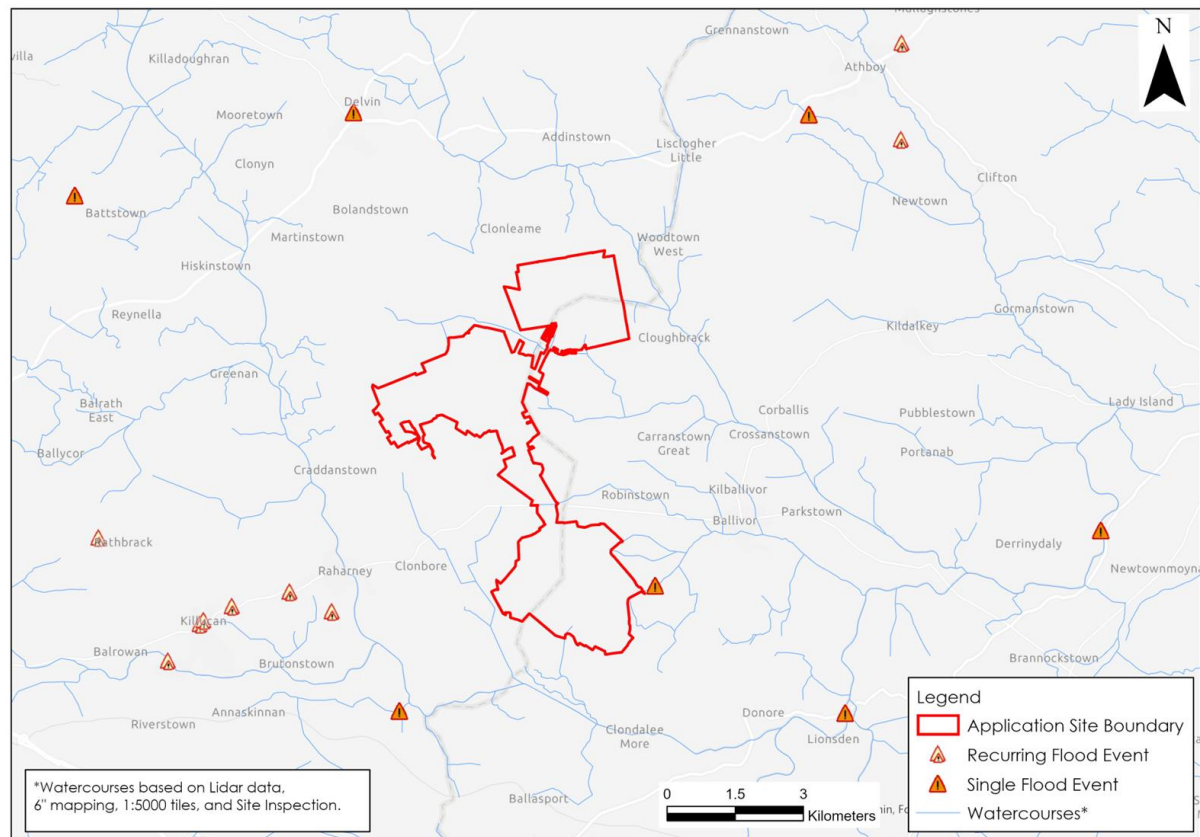 Grennanstown
villa
Killadoughran
Athboy
N
Delvin
Mooretown
Addinstown
Lisclogher
Little
Clonyn
Clifton
Newtown
Battstown
Bolandstown
Clonleame
Martinstown
Woodtown
West
Hiskinstown
Gormanstown
Reynella
Kildalkey
Cloughbrack
Greenan
Balrath
East
Lady Island
Corballis
Pubblestown
Carranstown
Great
Crossanstown
Ballycor
Portanab
Craddanstown
Kilballivor
Robinstown
Parkstown
Ballivor
Rathbrack
Derrinydaly
Clonbore
Raharney
Newtownmoyna
Killucan
Balrowan
Brutonstown
Brannockstown
Annaskinnan
Riverstown
Donore
Clondalee
More
Lionsden
Ballasport
Legend
Application Site Boundary
Recurring Flood Event
Single Flood Event
Watercourses*
*Watercourses based on Lidar data,
6" mapping, 1:5000 tiles, and Site Inspection.
0 1.5 3
Kilometers